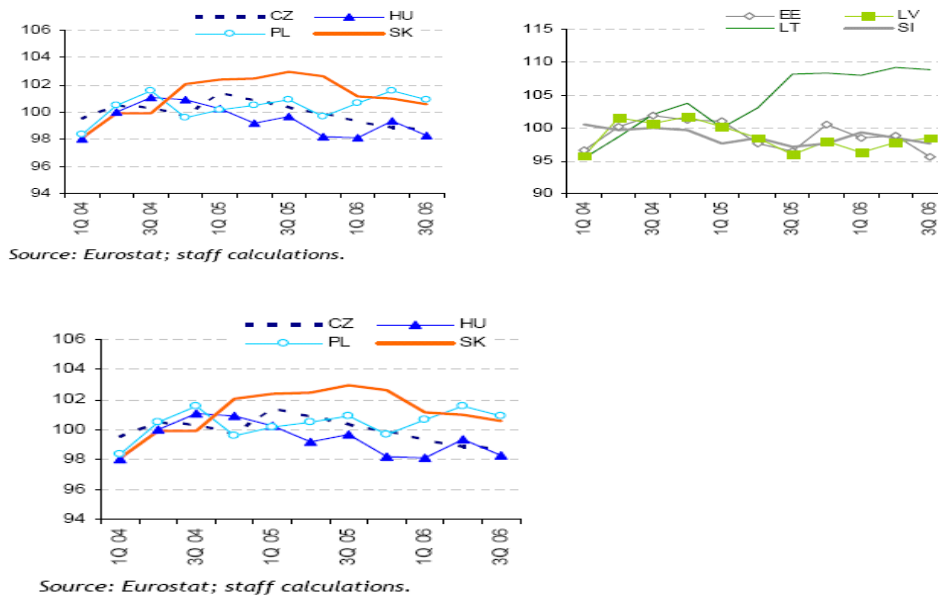 CZ HU
PL SK
106
104
102
100
98
96
94
1Q 04
3Q 04
1Q 05
3Q 05
1Q 06
3Q 06
EE LV
LT SI
115
110
105
100
95
90
1Q 04
3Q 04
1Q 05
3Q 05
1Q 06
3Q 06
Source: Eurostat; staff calculations.
CZ HU
PL SK
106
104
102
100
98
96
94
1Q 04
3Q 04
1Q 05
3Q 05
1Q 06
3Q 06
Source: Eurostat; staff calculations.